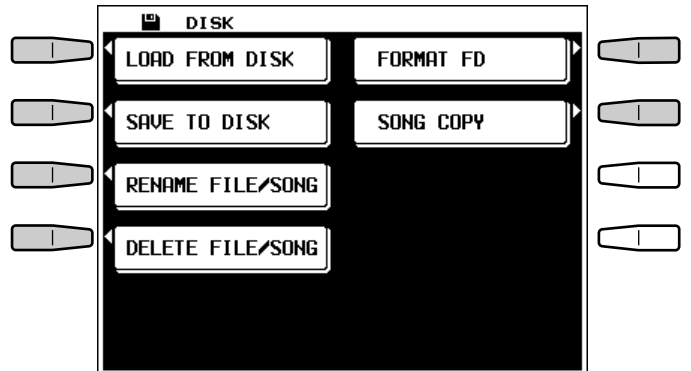 DISK
LOAD FROM DISK
FORMAT FD
SAVE TO DISK
SONG COPY
RENAME FILE/SONG
DELETE FILE/SONG